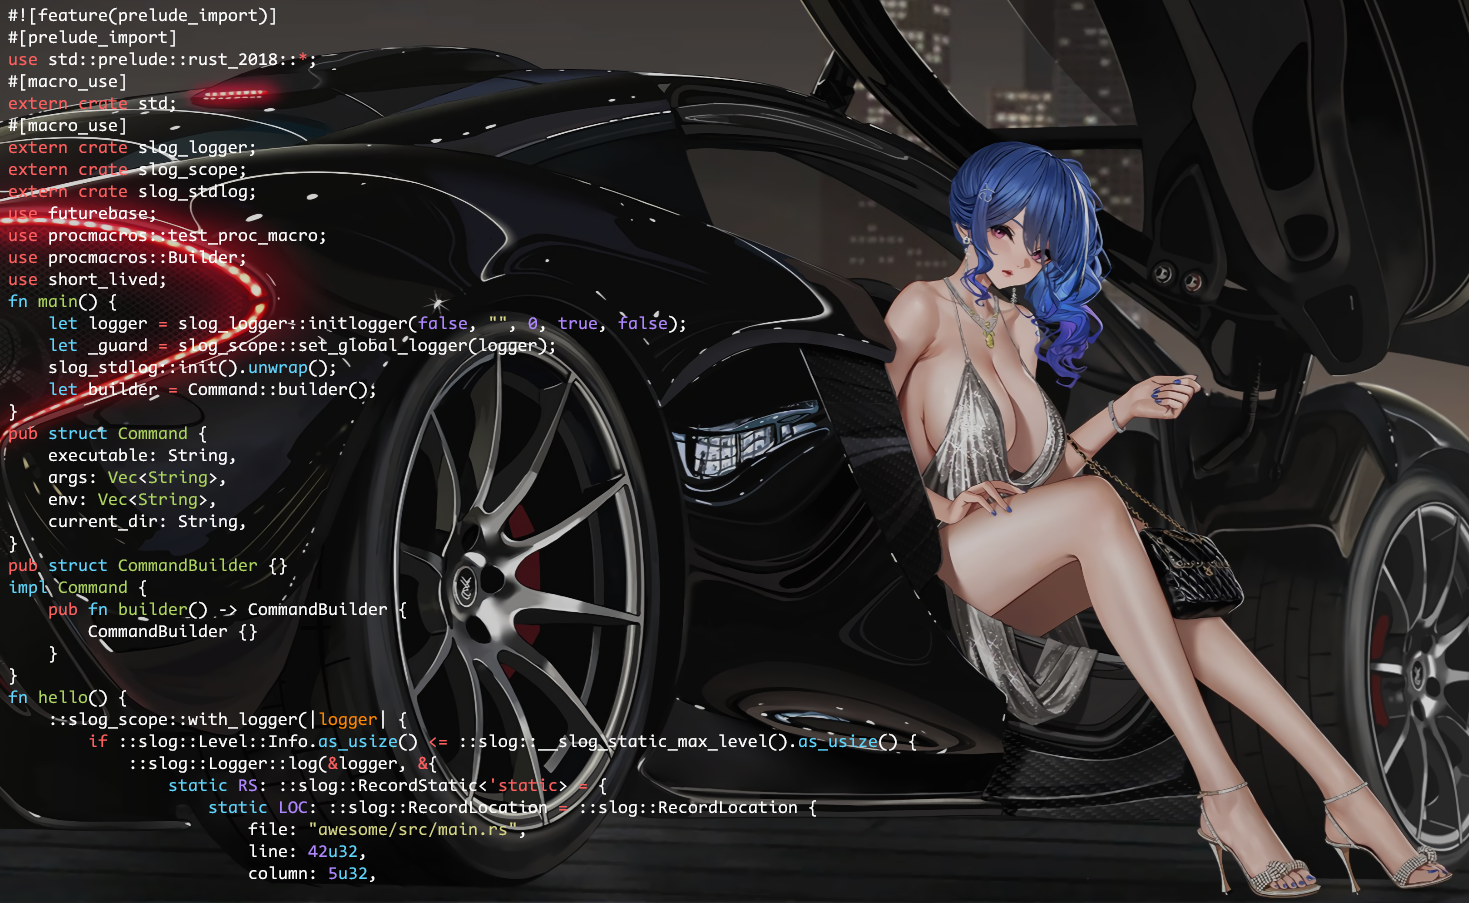 #![feature(prelude_import)]
#[prelude_import]
use std::prelude::rust_2018::*;
#[macro_use]
extern crate std;
#[macro_use]
extern crate slog_logger;
extern crate slog_scope;
extern crate slog_stdlog;
use futurebase;
use procmacros::test_proc_macro;
use procmacros::Builder;
use short_lived;
fn main() {
    let logger = slog_logger::initlogger(false, "", 0, true, false);
    let _guard = slog_scope::set_global_logger(logger);
    slog_stdlog::init().unwrap();
    let builder = Command::builder();
}
pub struct Command {
    executable: String,
    args: Vec<String>,
    env: Vec<String>,
    current_dir: String,
}
pub struct CommandBuilder {}
impl Command {
    pub fn builder() -> CommandBuilder {
        CommandBuilder {}
    }
}
fn hello() {
    ::slog_scope::with_logger(|logger| {
        if ::slog::Level::Info.as_usize() <= ::slog::__slog_static_max_level().as_usize() {
            ::slog::Logger::log(&logger, &{
                static RS: ::slog::RecordStatic<'static> = {
                    static LOC: ::slog::RecordLocation = ::slog::RecordLocation {
                        file: "awesome/src/main.rs",
                        line: 42u32,
                        column: 5u32,